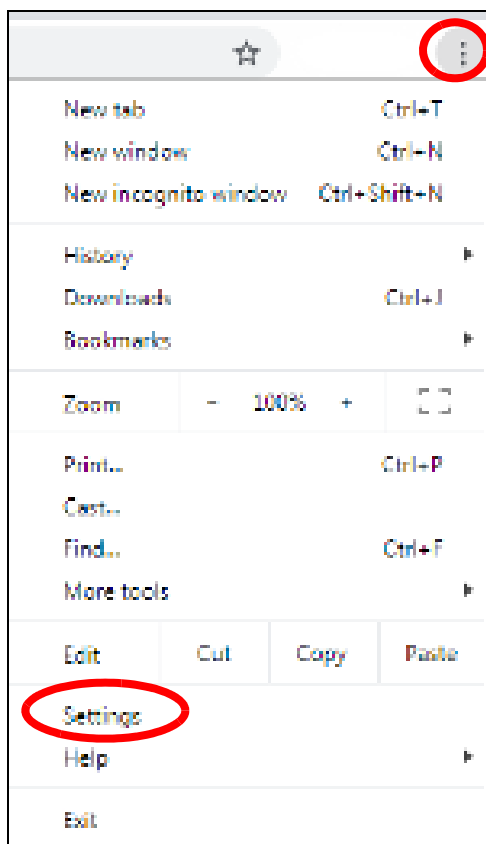 New tab Ctrl+T
New window Ctrl+N
New incognito window Ctrl+Shift+N
History
Downloads Ctrl+J
Bookmarks
Zoom - 100% +
Print... Ctrl+P
Cast...
Find... Ctrl+F
More tools
Edit Cut Copy Paste
Settings
Help
Exit